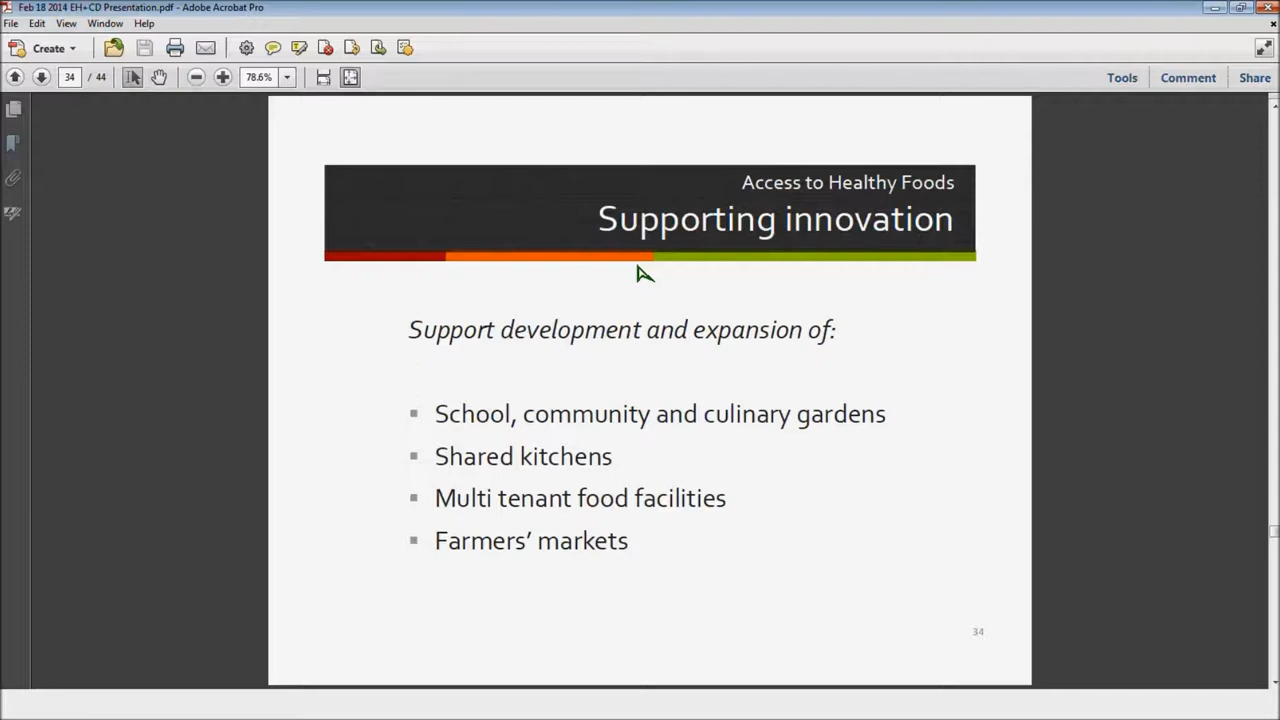 Feb 18 2014 EH+CD Presentation.pdf - Adobe Acrobat Pro
File Edit View Window Help
Create
34 / 44 78.6% Tools Comment Share
Access to Healthy Foods
Supporting innovation
Support development and expansion of:
School, community and culinary gardens
Shared kitchens
Multi tenant food facilities
Farmers’ markets
34